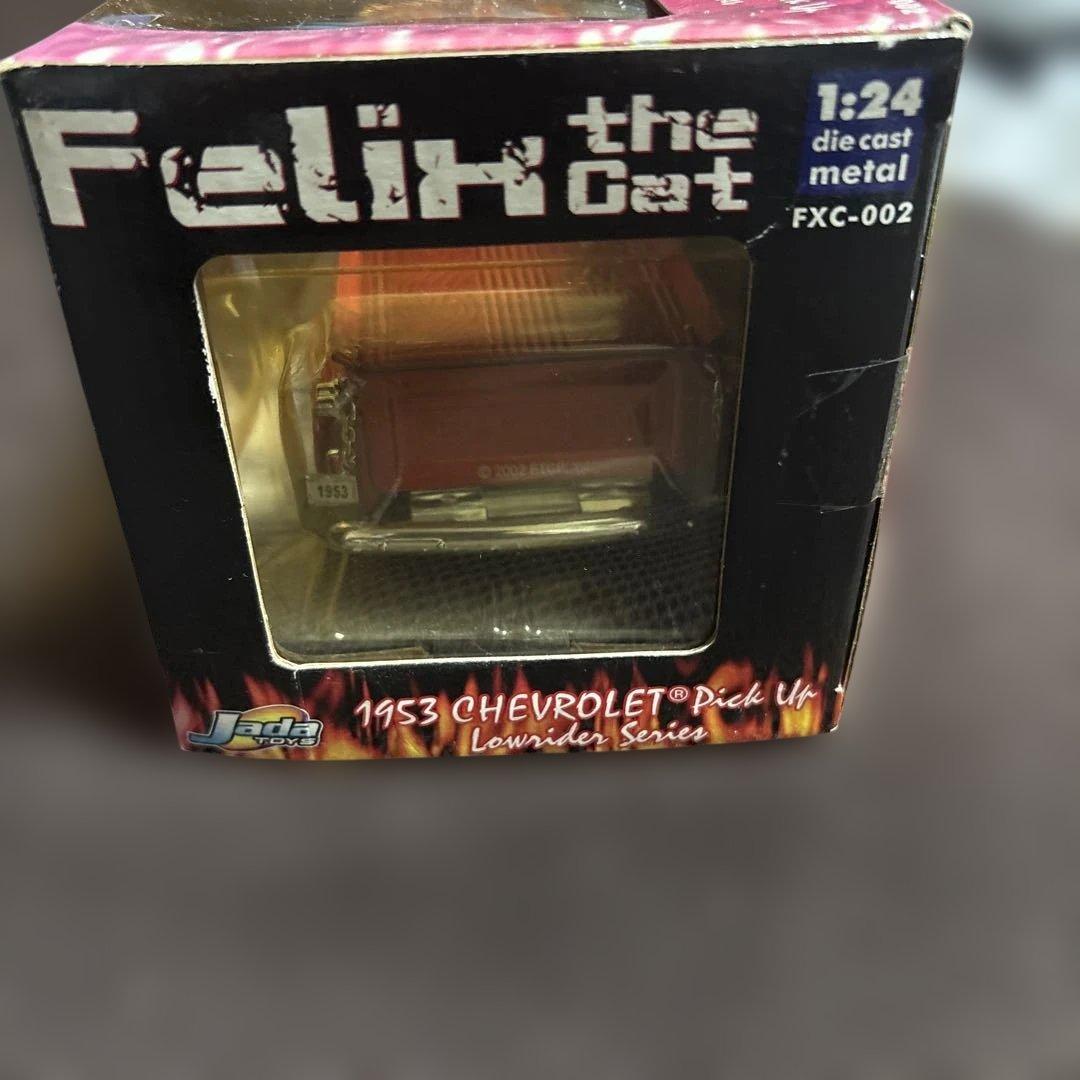 Felix the Cat
1:24
die cast
metal
FXC-002
1953
© 2002
1953 CHEVROLET® Pick Up
Lowrider Series
Jada
TOYS